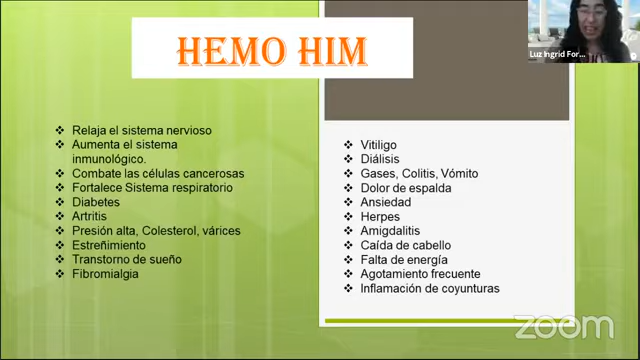 HEMO HIM
Luz Ingrid For...
❖ Relaja el sistema nervioso
❖ Aumenta el sistema
inmunológico.
❖ Combate las células cancerosas
❖ Fortalece Sistema respiratorio
❖ Diabetes
❖ Artritis
❖ Presión alta, Colesterol, várices
❖ Estreñimiento
❖ Transtorno de sueño
❖ Fibromialgia
❖ Vitiligo
❖ Diálisis
❖ Gases, Colitis, Vómito
❖ Dolor de espalda
❖ Ansiedad
❖ Herpes
❖ Amigdalitis
❖ Caída de cabello
❖ Falta de energía
❖ Agotamiento frecuente
❖ Inflamación de coyunturas
zoom